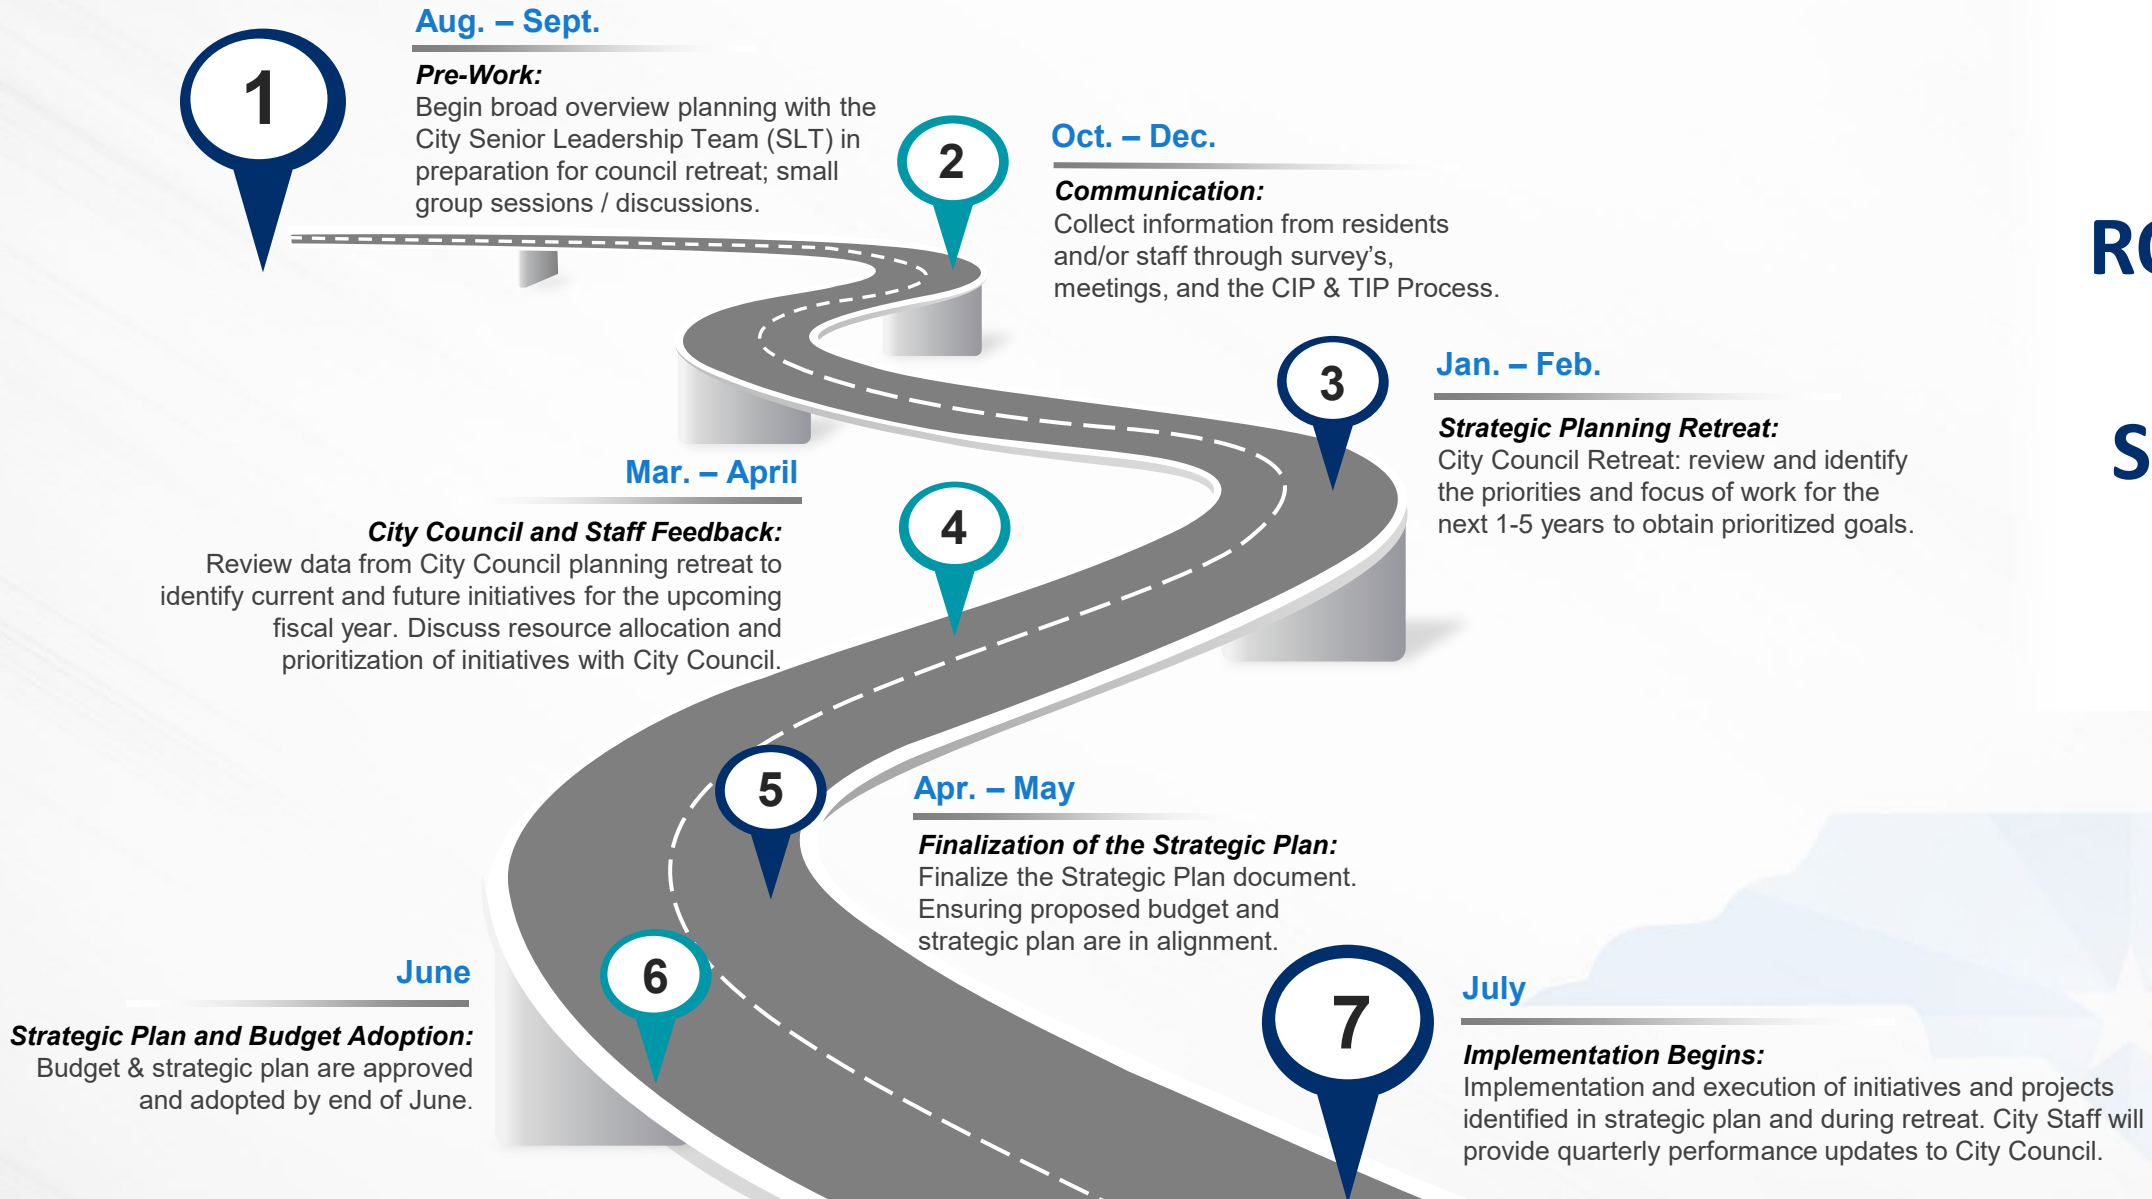 1
Aug. – Sept.
Pre-Work:
Begin broad overview planning with the
City Senior Leadership Team (SLT) in
preparation for council retreat; small
group sessions / discussions.
2
Oct. – Dec.
Communication:
Collect information from residents
and/or staff through survey's,
meetings, and the CIP & TIP Process.
3
Jan. – Feb.
Strategic Planning Retreat:
City Council Retreat: review and identify
the priorities and focus of work for the
next 1-5 years to obtain prioritized goals.
4
Mar. – April
City Council and Staff Feedback:
Review data from City Council planning retreat to
identify current and future initiatives for the upcoming
fiscal year. Discuss resource allocation and
prioritization of initiatives with City Council.
5
Apr. – May
Finalization of the Strategic Plan:
Finalize the Strategic Plan document.
Ensuring proposed budget and
strategic plan are in alignment.
6
June
Strategic Plan and Budget Adoption:
Budget & strategic plan are approved
and adopted by end of June.
7
July
Implementation Begins:
Implementation and execution of initiatives and projects
identified in strategic plan and during retreat. City Staff will
provide quarterly performance updates to City Council.